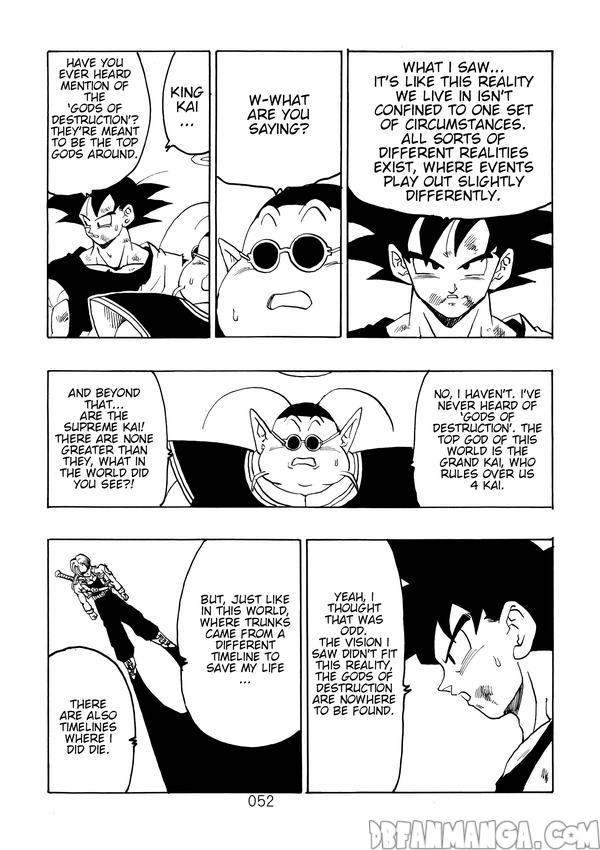 WHAT I SAW...
IT'S LIKE THIS REALITY
WE LIVE IN ISN'T
CONFINED TO ONE SET
OF CIRCUMSTANCES.
ALL SORTS OF
DIFFERENT REALITIES
EXIST, WHERE EVENTS
PLAY OUT SLIGHTLY
DIFFERENTLY.
W-WHAT
ARE YOU
SAYING?
KING
KAI
...
HAVE YOU
EVER HEARD
MENTION OF
THE
'GODS OF
DESTRUCTION'?
THEY'RE MEANT
TO BE THE TOP
GODS AROUND.
NO, I HAVEN'T. I'VE
NEVER HEARD OF
'GODS OF
DESTRUCTION'. THE
TOP GOD OF THIS
WORLD IS THE
GRAND KAI, WHO
RULES OVER US
4 KAI.
AND BEYOND
THAT...
ARE THE
SUPREME KAI!
THERE ARE NONE
GREATER THAN
THEY, WHAT IN
THE WORLD DID
YOU SEE?!
YEAH, I
THOUGHT
THAT WAS
ODD.
THE VISION I
SAW DIDN'T FIT
THIS REALITY,
THE GODS OF
DESTRUCTION
ARE NOWHERE
TO BE FOUND.
BUT, JUST LIKE
IN THIS WORLD,
WHERE TRUNKS
CAME FROM A
DIFFERENT
TIMELINE TO
SAVE MY LIFE
...
THERE
ARE ALSO
TIMELINES
WHERE I
DID DIE.
052
DBFANMANGA.COM